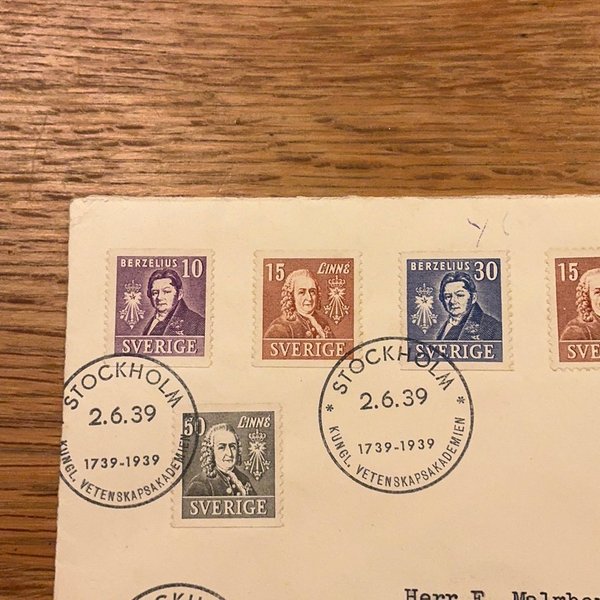 BERZELIUS 10
SVERIGE
15 LINNÉ
SVERIGE
BERZELIUS 30
SVERIGE
15
STOCKHOLM
2.6.39
1739-1939
KUNGL. VETENSKAPSAKADEMIEN
50 LINNÉ
SVERIGE
* STOCKHOLM *
2.6.39
1739-1939
KUNGL. VETENSKAPSAKADEMIEN
Herr E.